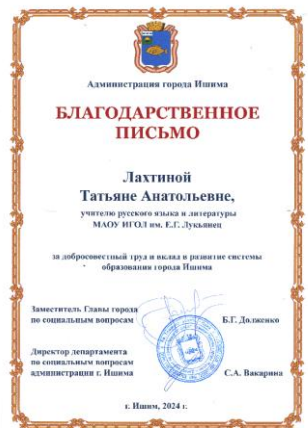 Администрация города Ишима
БЛАГОДАРСТВЕННОЕ
ПИСЬМО
Лахтиной
Татьяне Анатольевне,
учителю русского языка и литературы
МАОУ ИГОЛ им. Е.Г. Лукьянец
за добросовестный труд и вклад в развитие системы
образования города Ишима
Заместитель Главы города
по социальным вопросам
Б.Г. Долженко
Директор департамента
по социальным вопросам
администрации г. Ишима
С.А. Вакарина
г. Ишим, 2024 г.